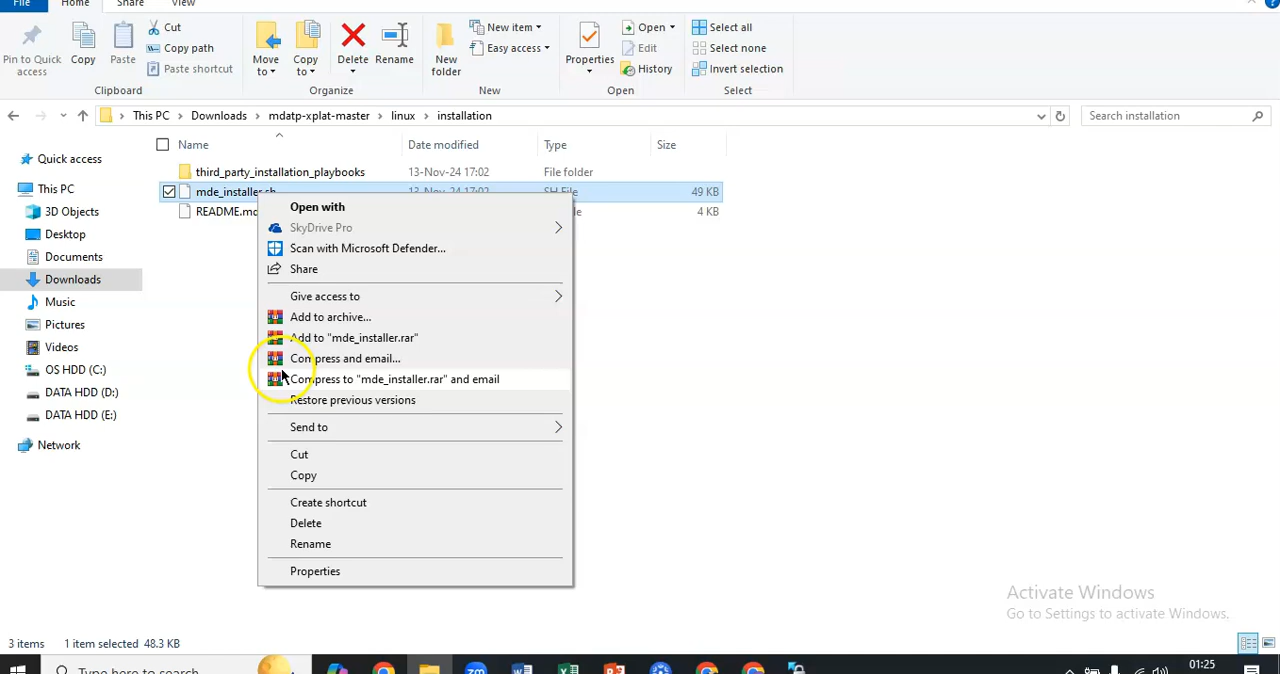 File Home Share View
Pin to Quick access
Copy
Paste
Cut
Copy path
Paste shortcut
Clipboard
Move to
Copy to
Delete
Rename
Organize
New folder
New item
Easy access
New
Properties
Open
Edit
History
Open
Select all
Select none
Invert selection
Select
This PC Downloads mdatp-xplat-master linux installation
Search installation
Name Date modified Type Size
third_party_installation_playbooks 13-Nov-24 17:02 File folder
mde_installer.sh 13-Nov-24 17:02 SH File 49 KB
README.md 4 KB
Quick access
This PC
3D Objects
Desktop
Documents
Downloads
Music
Pictures
Videos
OS HDD (C:)
DATA HDD (D:)
DATA HDD (E:)
Network
Open with
SkyDrive Pro
Scan with Microsoft Defender...
Share
Give access to
Add to archive...
Add to "mde_installer.rar"
Compress and email...
Compress to "mde_installer.rar" and email
Restore previous versions
Send to
Cut
Copy
Create shortcut
Delete
Rename
Properties
Activate Windows
Go to Settings to activate Windows.
3 items 1 item selected 48.3 KB
Type here to search
01:25